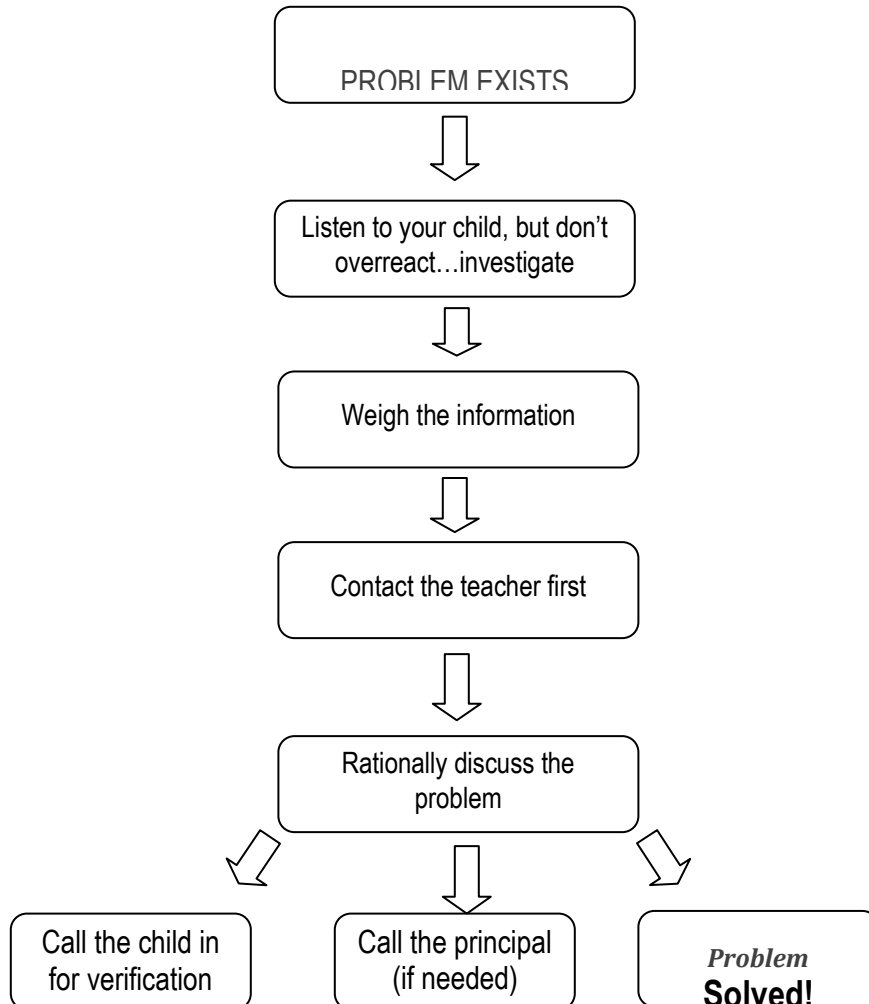 PROBLEM EXISTS
Listen to your child, but don’t
overreact…investigate
Weigh the information
Contact the teacher first
Rationally discuss the
problem
Call the child in
for verification
Call the principal
(if needed)
Problem
Solved!